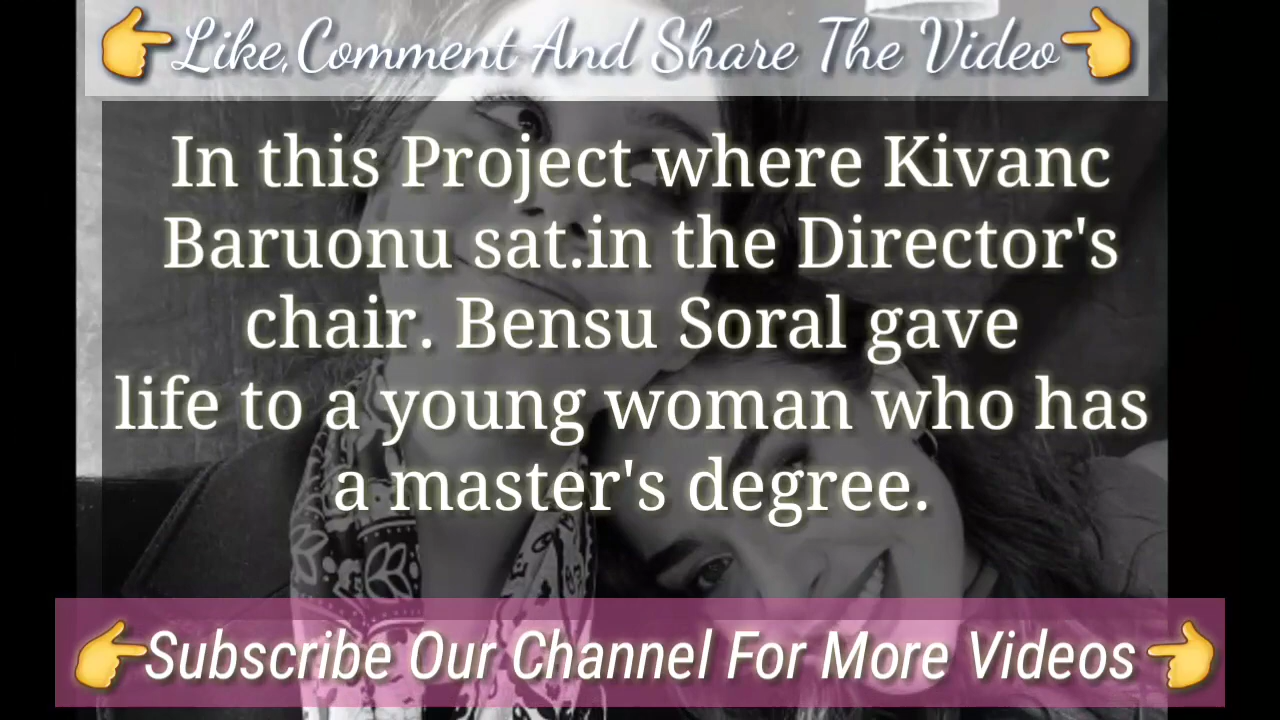 👉Like,Comment And Share The Video👈
In this Project where Kivanc
Baruonu sat.in the Director's
chair. Bensu Soral gave
life to a young woman who has
a master's degree.
👉Subscribe Our Channel For More Videos👈